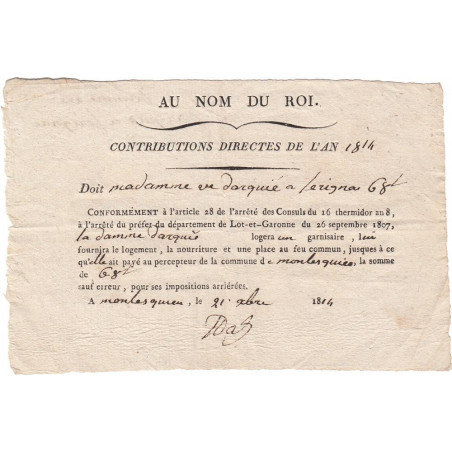 AU NOM DU ROI.
CONTRIBUTIONS DIRECTES DE L'AN 1814
Doit madamme ve darquié a serignac 68#
CONFORMÉMENT à l'article 28 de l'arrêté des Consuls du 16 thermidor an 8,
à l'arrêté du préfet du département de Lot-et-Garonne du 26 septembre 1807,
la damme darquié logera un garnisaire, lui
fournira le logement, la nourriture et une place au feu commun, jusques à ce
qu'elle ait payé au percepteur de la commune de montesquieu, la somme
de 68#
sauf erreur, pour ses impositions arriérées.
A montesquieu, le 21 xbre 1814